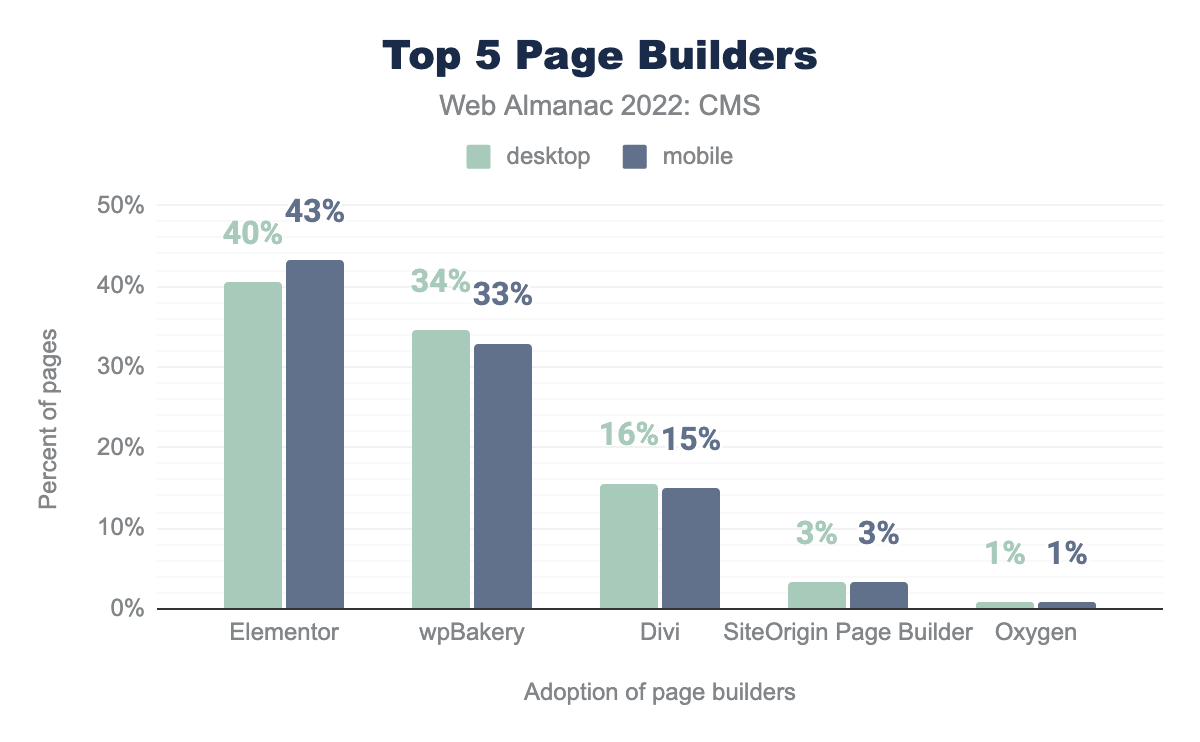 Top 5 Page Builders
Web Almanac 2022: CMS
desktop mobile
Percent of pages
50%
40%
30%
20%
10%
0%
40% 43%
34% 33%
16% 15%
3% 3%
1% 1%
Elementor wpBakery Divi SiteOrigin Page Builder Oxygen
Adoption of page builders